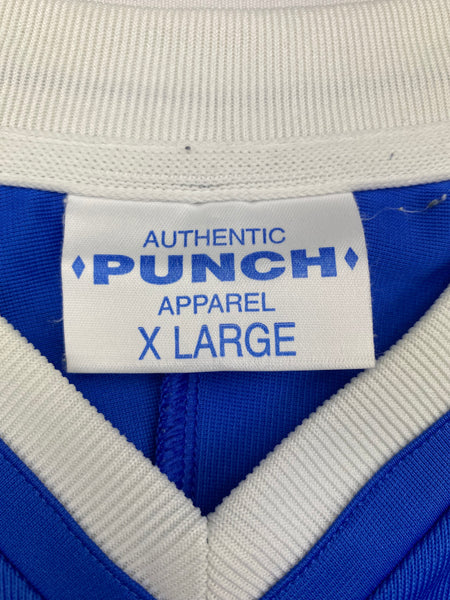 AUTHENTIC
♦PUNCH♦
APPAREL
X LARGE